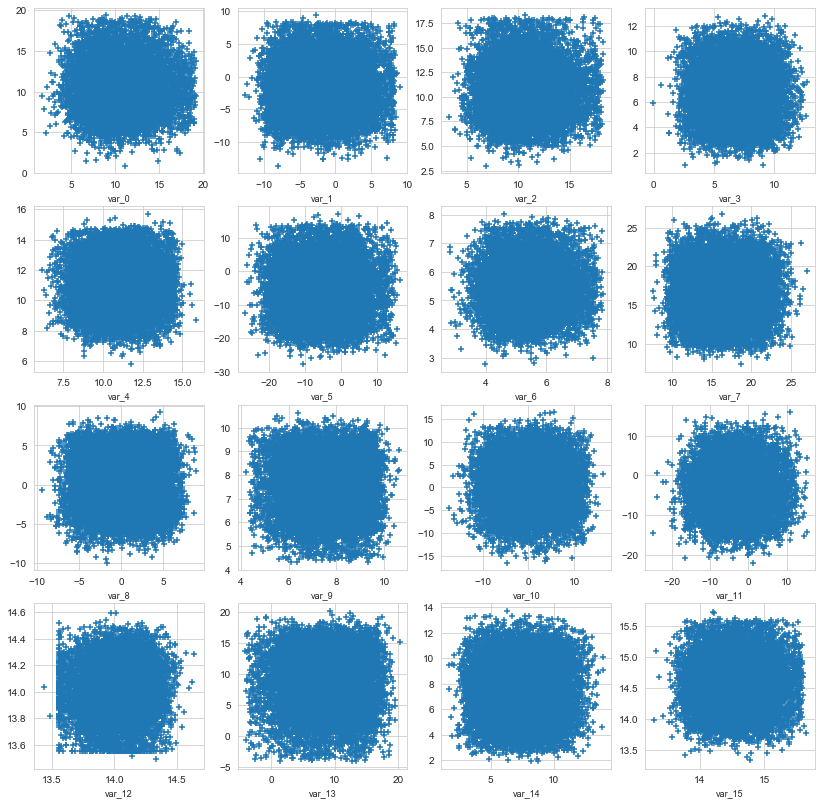 20 10 17.5 12
15 5 15.0 10
10 0 12.5 8
−5 10.0 6
5 7.5 4
−10 5.0 2
0 2.5
5 10 15 20 −10 −5 0 5 10 5 10 15 0 5 10
var_0 var_1 var_2 var_3
16 10 8 25
14 0 7 20
12 6
10 −10 5 15
8 −20 4
6 −30 3 10
7.5 10.0 12.5 15.0 −20 −10 0 10 4 6 8 10 15 20 25
var_4 var_5 var_6 var_7
10 10 15 10
5 9 10
8 5 0
0 7 0
6 −5 −10
−5 5 −10
−10 4 −15 −20
−10 −5 0 5 4 6 8 10 −10 0 10 −20 −10 0 10
var_8 var_9 var_10 var_11
14.6 20 14 15.5
14.4 15 12
14.2 10 10 15.0
14.0 8 14.5
13.8 5 6 14.0
13.6 0 4
−5 2 13.5
13.5 14.0 14.5 0 10 20 5 10 14 15
var_12 var_13 var_14 var_15